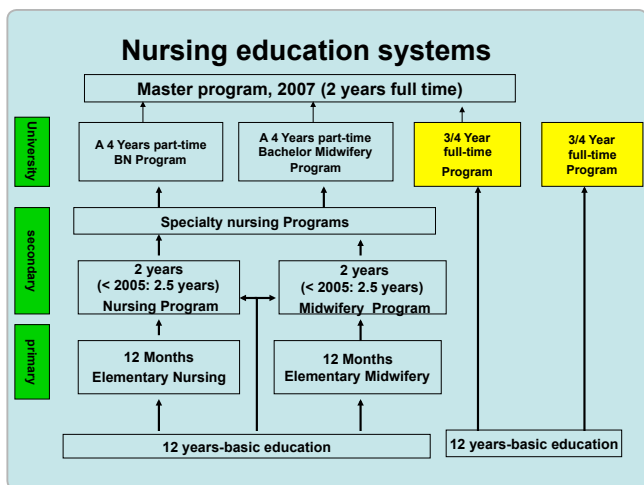 Nursing education systems
Master program, 2007 (2 years full time)
University
A 4 Years part-time
BN Program
A 4 Years part-time
Bachelor Midwifery
Program
3/4 Year
full-time
Program
3/4 Year
full-time
Program
Specialty nursing Programs
secondary
2 years
(< 2005: 2.5 years)
Nursing Program
2 years
(< 2005: 2.5 years)
Midwifery Program
primary
12 Months
Elementary Nursing
12 Months
Elementary Midwifery
12 years-basic education
12 years-basic education